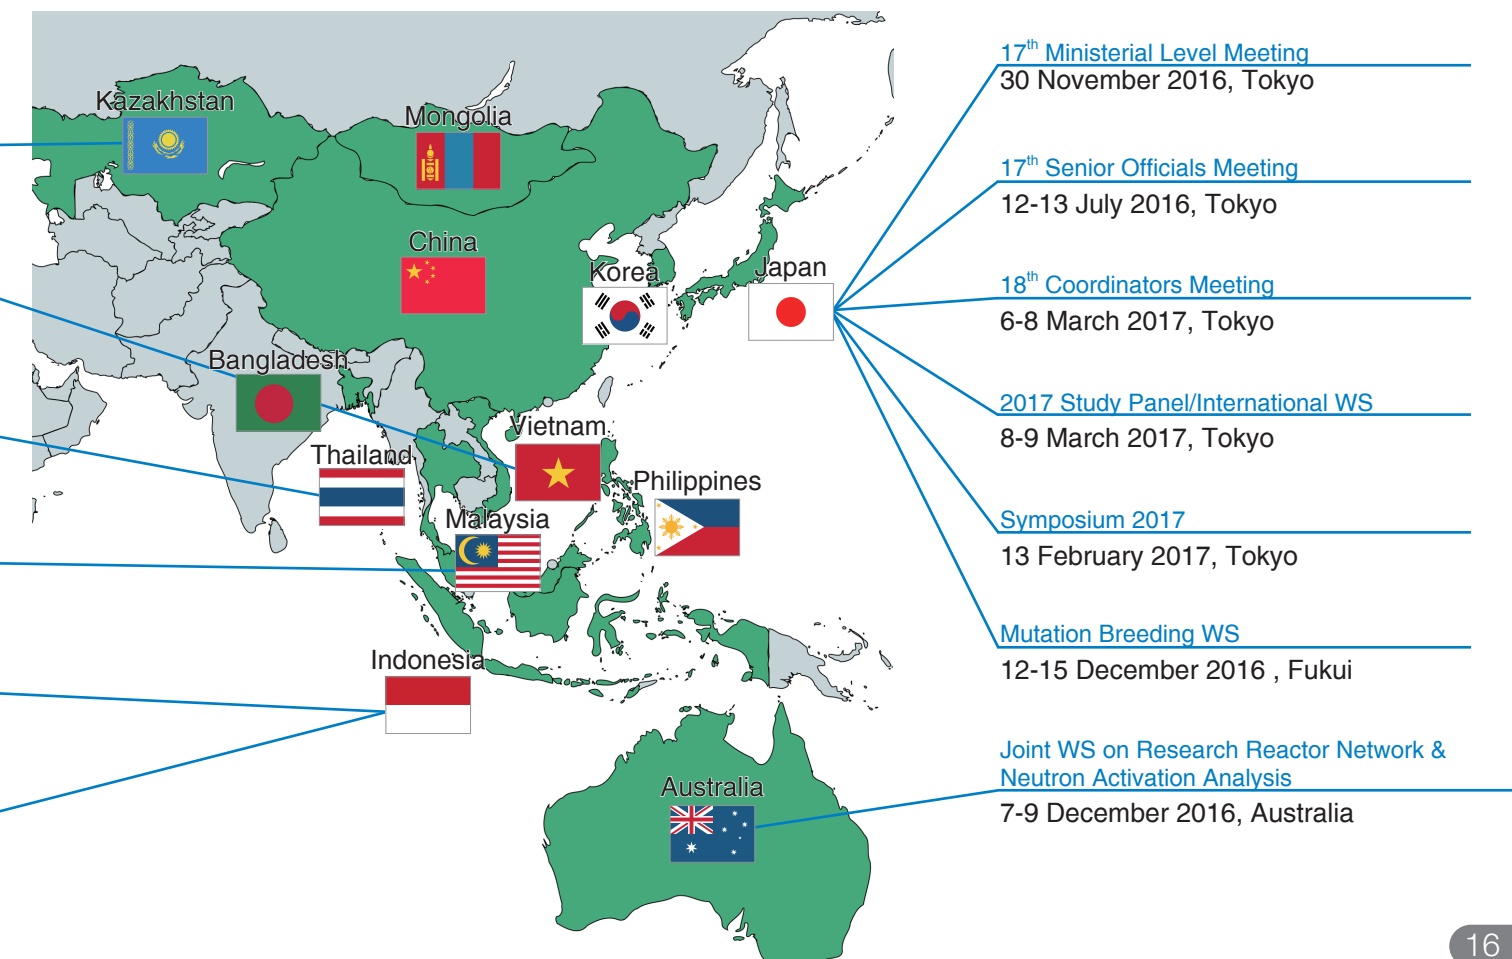 Kazakhstan
Mongolia
China
Korea
Japan
Bangladesh
Vietnam
Thailand
Philippines
Malaysia
Indonesia
Australia
17th Ministerial Level Meeting
30 November 2016, Tokyo
17th Senior Officials Meeting
12-13 July 2016, Tokyo
18th Coordinators Meeting
6-8 March 2017, Tokyo
2017 Study Panel/International WS
8-9 March 2017, Tokyo
Symposium 2017
13 February 2017, Tokyo
Mutation Breeding WS
12-15 December 2016 , Fukui
Joint WS on Research Reactor Network &
Neutron Activation Analysis
7-9 December 2016, Australia
16